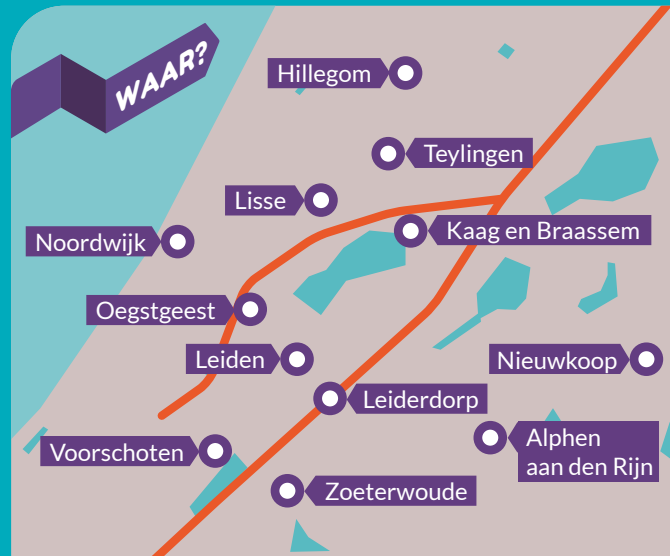 WAAR?
Hillegom
Teylingen
Lisse
Kaag en Braassem
Noordwijk
Oegstgeest
Leiden
Nieuwkoop
Leiderdorp
Voorschoten
Alphen
aan den Rijn
Zoeterwoude